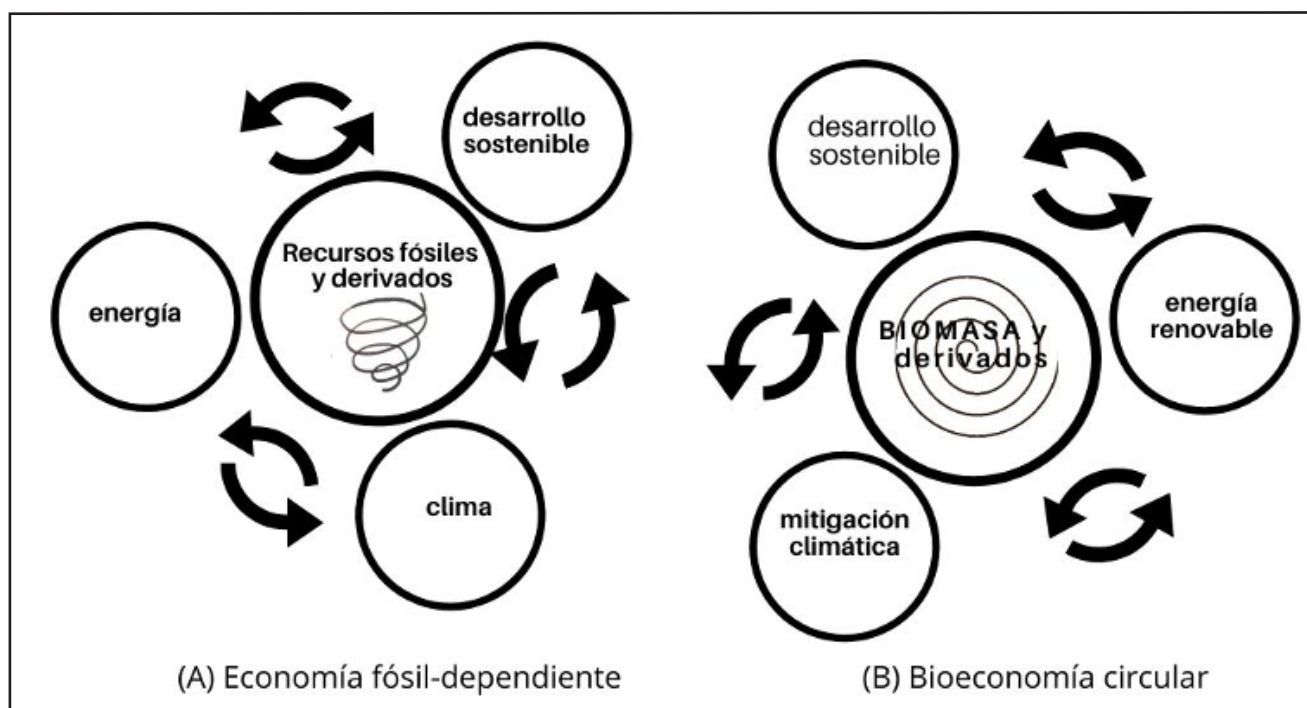 desarrollo
sostenible
Recursos fósiles
y derivados
energía
clima
(A) Economía fósil-dependiente
desarrollo
sostenible
energía
renovable
BIOMASA y
derivados
mitigación
climática
(B) Bioeconomía circular